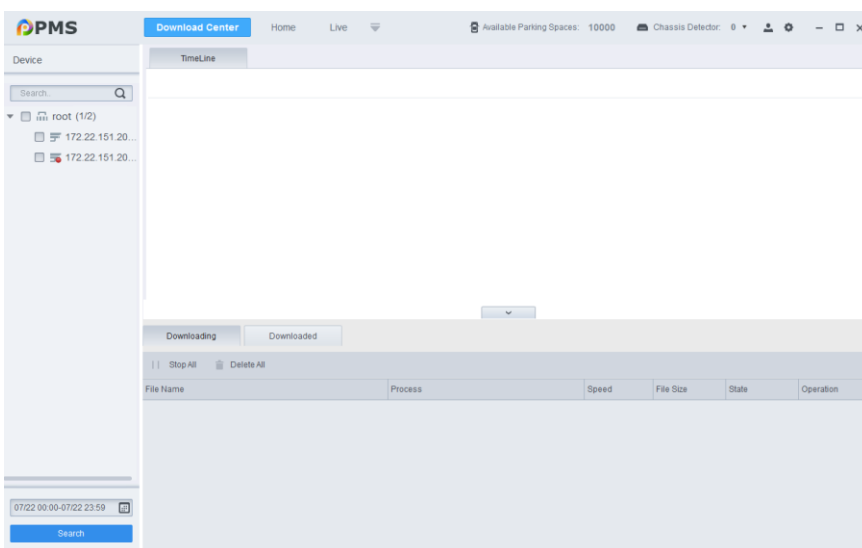 PMS
Download Center Home Live Available Parking Spaces: 10000 Chassis Detector: 0
Device TimeLine
Search...
root (1/2)
172.22.151.20...
172.22.151.20...
Downloading Downloaded
Stop All Delete All
File Name Process Speed File Size State Operation
07/22 00:00-07/22 23:59
Search